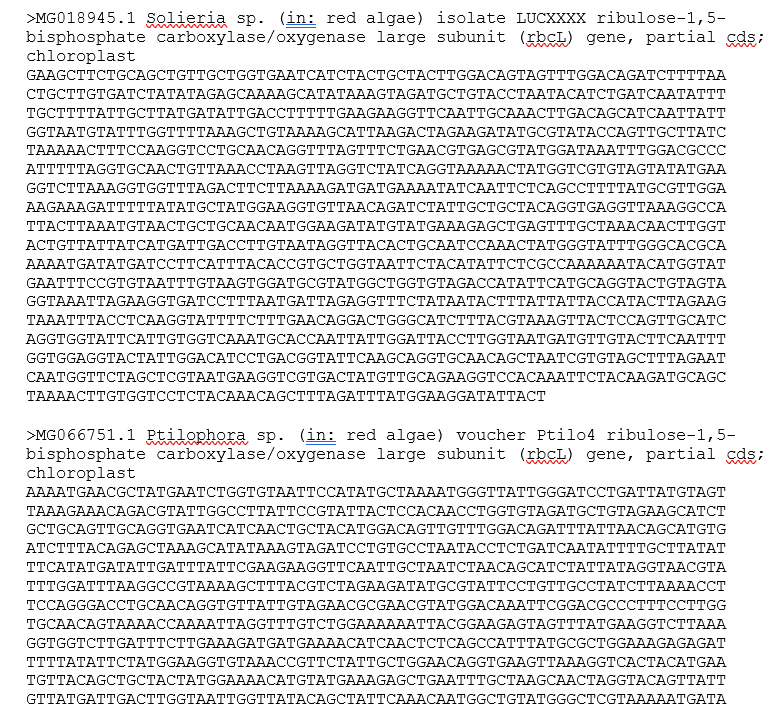 >MG018945.1 Solieria sp. (in: red algae) isolate LUCXXXX ribulose-1,5-
bisphosphate carboxylase/oxygenase large subunit (rbcL) gene, partial cds;
chloroplast
GAAGCTTCTGCAGCTGTTGCTGGTGAATCATCTACTGCTACTTGGACAGTAGTTTGGACAGATCTTTTAA
CTGCTTGTGATCTATATAGAGCAAAAGCATATAAAGTAGATGCTGTACCTAATACATCTGATCAATATTT
TGCTTTTATTGCTTATGATATTGACCTTTTTGAAGAAGGTTCAATTGCAAACTTGACAGCATCAATTATT
GGTAATGTATTTGGTTTTAAAGCTGTAAAAGCATTAAGACTAGAAGATATGCGTATACCAGTTGCTTATC
TAAAAACTTTCCAAGGTCCTGCAACAGGTTTAGTTTCTGAACGTGAGCGTATGGATAAATTTGGACGCCC
ATTTTTAGGTGCAACTGTTAAACCTAAGTTAGGTCTATCAGGTAAAAACTATGGTCGTGTAGTATATGAA
GGTCTTAAAGGTGGTTTAGACTTCTTAAAAGATGATGAAAATATCAATTCTCAGCCTTTTATGCGTTGGA
AAGAAAGATTTTTATATGCTATGGAAGGTGTTAACAGATCTATTGCTGCTACAGGTGAGGTTAAAGGCCA
TTACTTAAATGTAACTGCTGCAACAATGGAAGATATGTATGAAAGAGCTGAGTTTGCTAAACAACTTGGT
ACTGTTATTATCATGATTGACCTTGTAATAGGTTACACTGCAATCCAAACTATGGGTATTTGGGCACGCA
AAAATGATATGATCCTTCATTTACACCGTGCTGGTAATTCTACATATTCTCGCCAAAAAATACATGGTAT
GAATTTCCGTGTAATTTGTAAGTGGATGCGTATGGCTGGTGTAGACCATATTCATGCAGGTACTGTAGTA
GGTAAATTAGAAGGTGATCCTTTAATGATTAGAGGTTTCTATAATACTTTATTATTACCATACTTAGAAG
TAAATTTACCTCAAGGTATTTTCTTTGAACAGGACTGGGCATCTTTACGTAAAGTTACTCCAGTTGCATC
AGGTGGTATTCATTGTGGTCAAATGCACCAATTATTGGATTACCTTGGTAATGATGTTGTACTTCAATTT
GGTGGAGGTACTATTGGACATCCTGACGGTATTCAAGCAGGTGCAACAGCTAATCGTGTAGCTTTAGAAT
CAATGGTTCTAGCTCGTAATGAAGGTCGTGACTATGTTGCAGAAGGTCCACAAATTCTACAAGATGCAGC
TAAAACTTGTGGTCCTCTACAAACAGCTTTAGATTTATGGAAGGATATTACT
>MG066751.1 Ptilophora sp. (in: red algae) voucher Ptilo4 ribulose-1,5-
bisphosphate carboxylase/oxygenase large subunit (rbcL) gene, partial cds;
chloroplast
AAAATGAACGCTATGAATCTGGTGTAATTCCATATGCTAAAATGGGTTATTGGGATCCTGATTATGTAGT
TAAAGAAACAGACGTATTGGCCTTATTCCGTATTACTCCACAACCTGGTGTAGATGCTGTAGAAGCATCT
GCTGCAGTTGCAGGTGAATCATCAACTGCTACATGGACAGTTGTTTGGACAGATTTATTAACAGCATGTG
ATCTTTACAGAGCTAAAGCATATAAAGTAGATCCTGTGCCTAATACCTCTGATCAATATTTTGCTTATAT
TTCATATGATATTGATTTATTCGAAGAAGGTTCAATTGCTAATCTAACAGCATCTATTATAGGTAACGTA
TTTGGATTTAAGGCCGTAAAAGCTTTACGTCTAGAAGATATGCGTATTCCTGTTGCCTATCTTAAAACCT
TCCAGGGACCTGCAACAGGTGTTATTGTAGAACGCGAACGTATGGACAAATTCGGACGCCCTTTCCTTGG
TGCAACAGTAAAACCAAAATTAGGTTTGTCTGGAAAAAATTACGGAAGAGTAGTTTATGAAGGTCTTAAA
GGTGGTCTTGATTTCTTGAAAGATGATGAAAACATCAACTCTCAGCCATTTATGCGCTGGAAAGAGAGAT
TTTTATATTCTATGGAAGGTGTAAACCGTTCTATTGCTGGAACAGGTGAAGTTAAAGGTCACTACATGAA
TGTTACAGCTGCTACTATGGAAAACATGTATGAAAGAGCTGAATTTGCTAAGCAACTAGGTACAGTTATT
GTTATGATTGACTTGGTAATTGGTTATACAGCTATTCAAACAATGGCTGTATGGGCTCGTAAAAATGATA